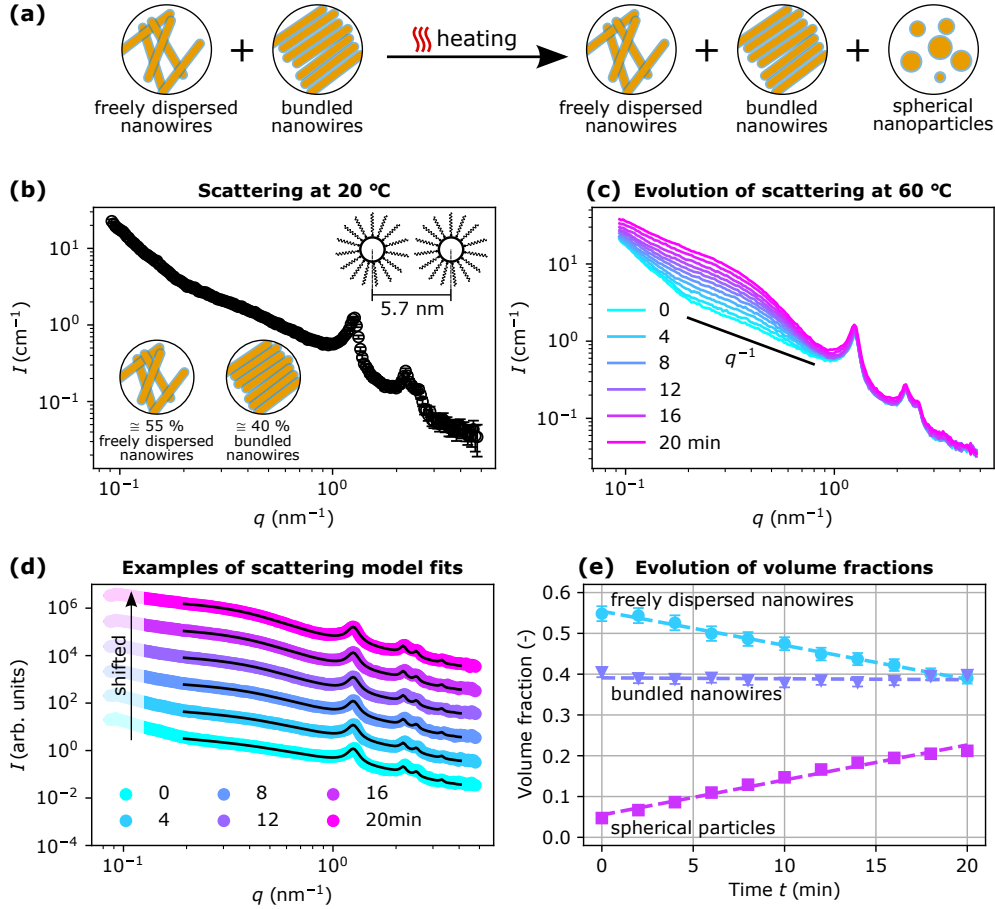 (a)
heating
freely dispersed
nanowires
+
bundled
nanowires
freely dispersed
nanowires
+
bundled
nanowires
+
spherical
nanoparticles
(b)
Scattering at 20 °C
I (cm⁻¹)
10¹
10⁰
10⁻¹
5.7 nm
≅ 55 %
freely dispersed
nanowires
≅ 40 %
bundled
nanowires
10⁻¹
10⁰
q (nm⁻¹)
(c)
Evolution of scattering at 60 °C
I (cm⁻¹)
10¹
10⁰
10⁻¹
0
4
8
12
16
20 min
q⁻¹
10⁻¹
10⁰
q (nm⁻¹)
(d)
Examples of scattering model fits
I (arb. units)
10⁶
10⁴
10²
10⁰
10⁻²
10⁻⁴
shifted
0
8
16
4
12
20min
10⁻¹
10⁰
q (nm⁻¹)
(e)
Evolution of volume fractions
Volume fraction (-)
0.6
0.5
0.4
0.3
0.2
0.1
0.0
freely dispersed nanowires
bundled nanowires
spherical particles
0
5
10
15
20
Time t (min)